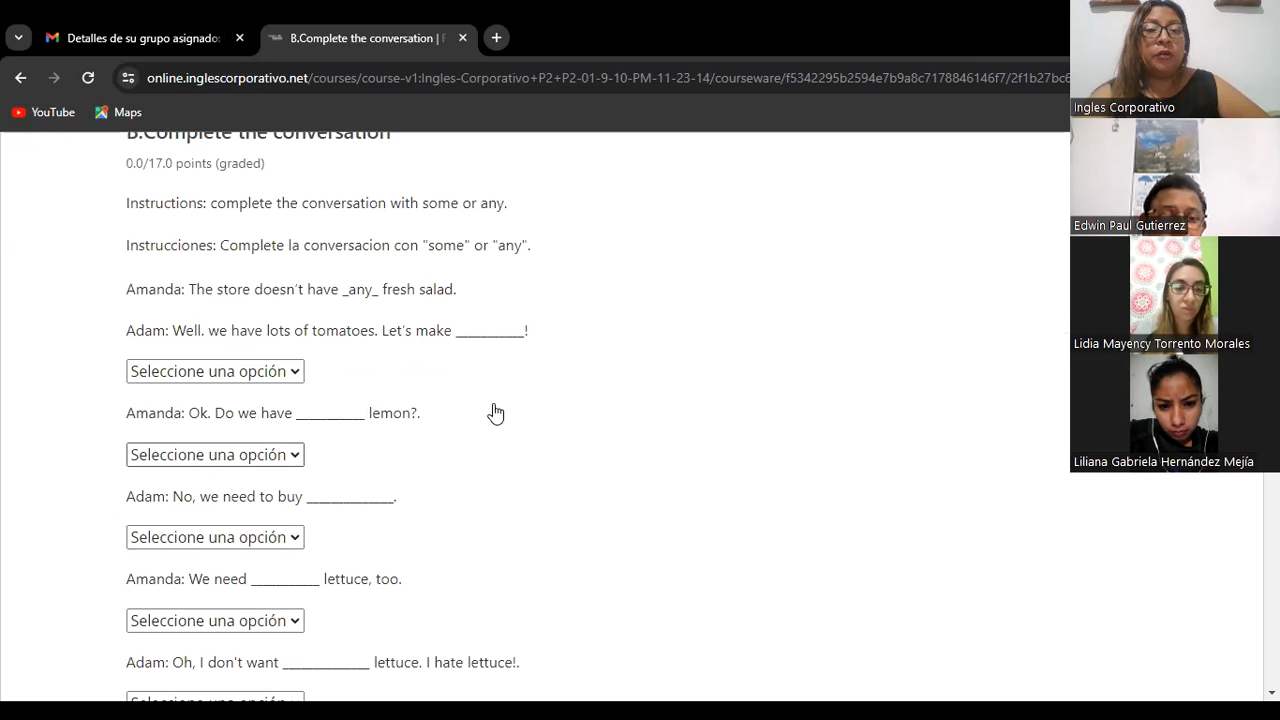 Detalles de su grupo asignado:
B.Complete the conversation |
online.inglescorporativo.net/courses/course-v1:Ingles-Corporativo+P2+P2-01-9-10-PM-11-23-14/courseware/f5342295b2594e7b9a8c7178846146f7/2f1b27bc6
YouTube
Maps
B.Complete the conversation
0.0/17.0 points (graded)
Instructions: complete the conversation with some or any.
Instrucciones: Complete la conversacion con "some" or "any".
Amanda: The store doesn't have _any_ fresh salad.
Adam: Well. we have lots of tomatoes. Let's make ___________!
Seleccione una opción
Amanda: Ok. Do we have ___________ lemon?.
Seleccione una opción
Adam: No, we need to buy ______________.
Seleccione una opción
Amanda: We need ___________ lettuce, too.
Seleccione una opción
Adam: Oh, I don't want ______________ lettuce. I hate lettuce!.
Ingles Corporativo
Edwin Paul Gutierrez
Lidia Mayency Torrento Morales
Liliana Gabriela Hernández Mejía